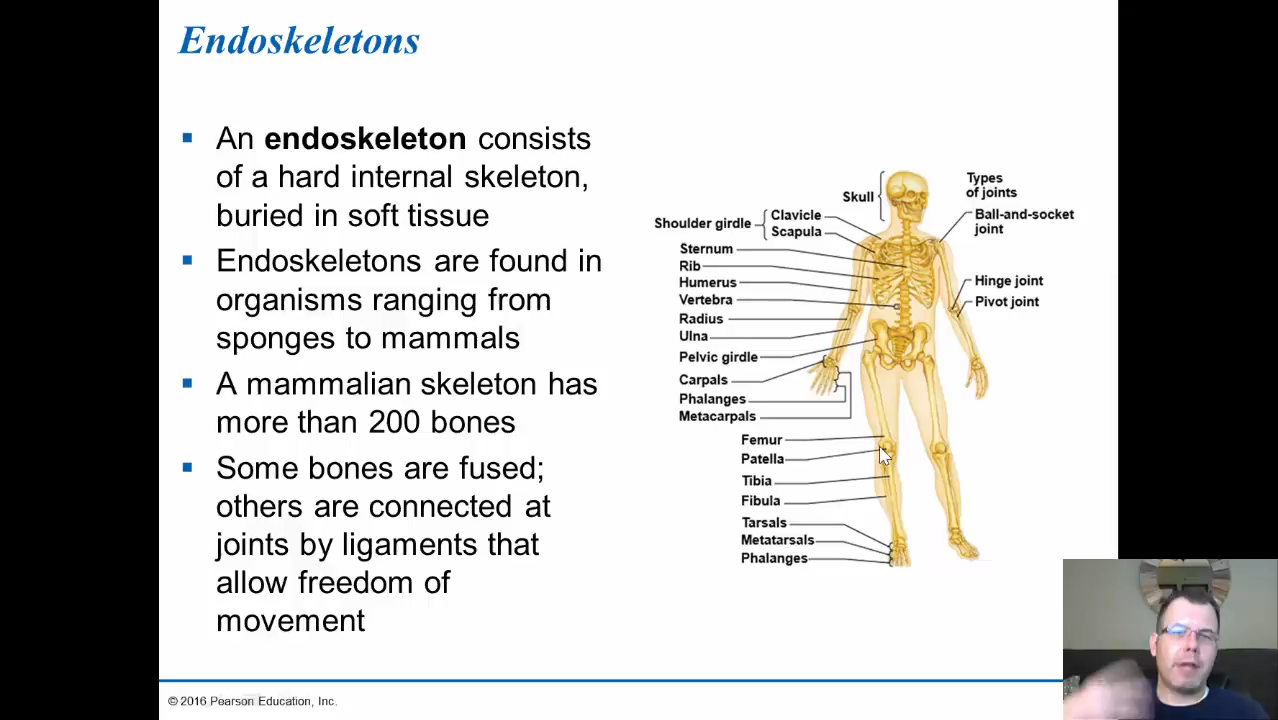 Endoskeletons
An endoskeleton consists
of a hard internal skeleton,
buried in soft tissue
Endoskeletons are found in
organisms ranging from
sponges to mammals
A mammalian skeleton has
more than 200 bones
Some bones are fused;
others are connected at
joints by ligaments that
allow freedom of
movement
Skull
Shoulder girdle
Clavicle
Scapula
Sternum
Rib
Humerus
Vertebra
Radius
Ulna
Pelvic girdle
Carpals
Phalanges
Metacarpals
Femur
Patella
Tibia
Fibula
Tarsals
Metatarsals
Phalanges
Types
of joints
Ball-and-socket
joint
Hinge joint
Pivot joint
© 2016 Pearson Education, Inc.